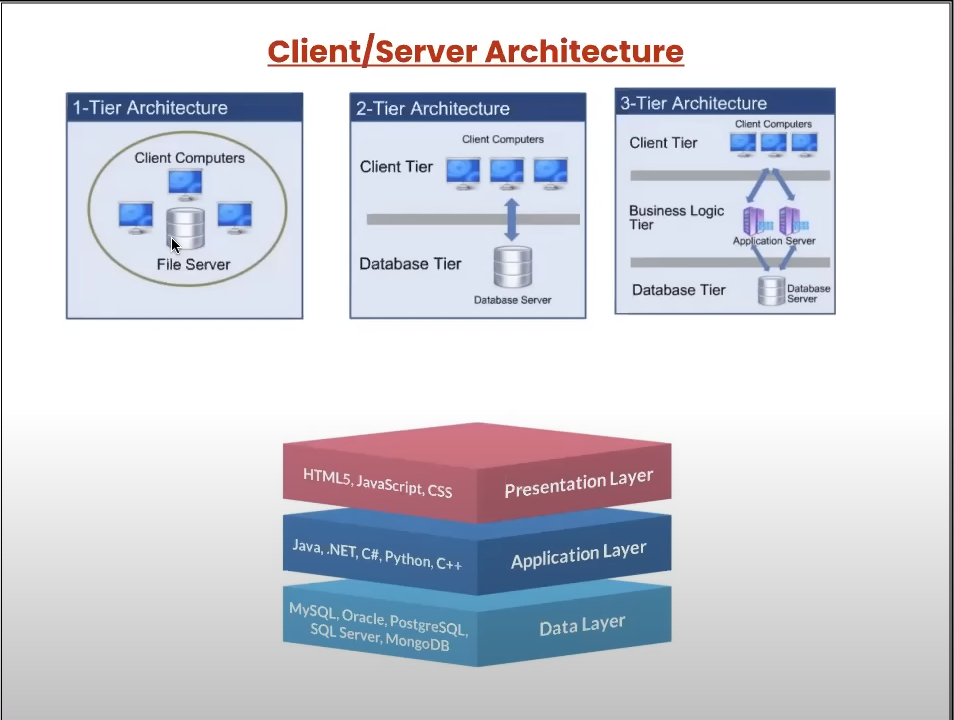 Client/Server Architecture
1-Tier Architecture
Client Computers
File Server
2-Tier Architecture
Client Computers
Client Tier
Database Tier
Database Server
3-Tier Architecture
Client Computers
Client Tier
Business Logic
Tier
Application Server
Database Tier
Database
Server
HTML5, JavaScript, CSS
Presentation Layer
Java, .NET, C#, Python, C++
Application Layer
MySQL, Oracle, PostgreSQL,
SQL Server, MongoDB
Data Layer